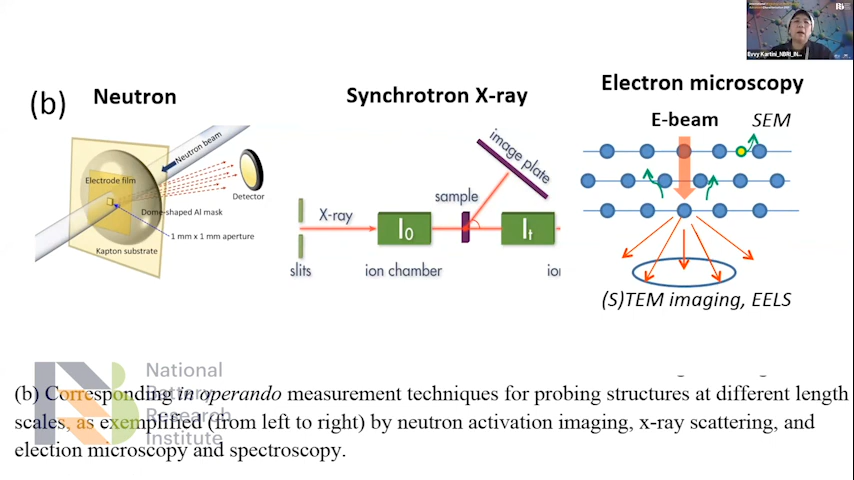 Evvy Kartini_NBRI_IN...
(b)
Neutron
Neutron beam
Electrode film
Detector
Dome-shaped Al mask
1 mm x 1 mm aperture
Kapton substrate
Synchrotron X-ray
image plate
sample
X-ray
I0
It
slits
ion chamber
ion
Electron microscopy
E-beam
SEM
(S)TEM imaging, EELS
National
Battery
Research
Institute
(b) Corresponding in operando measurement techniques for probing structures at different length
scales, as exemplified (from left to right) by neutron activation imaging, x-ray scattering, and
election microscopy and spectroscopy.